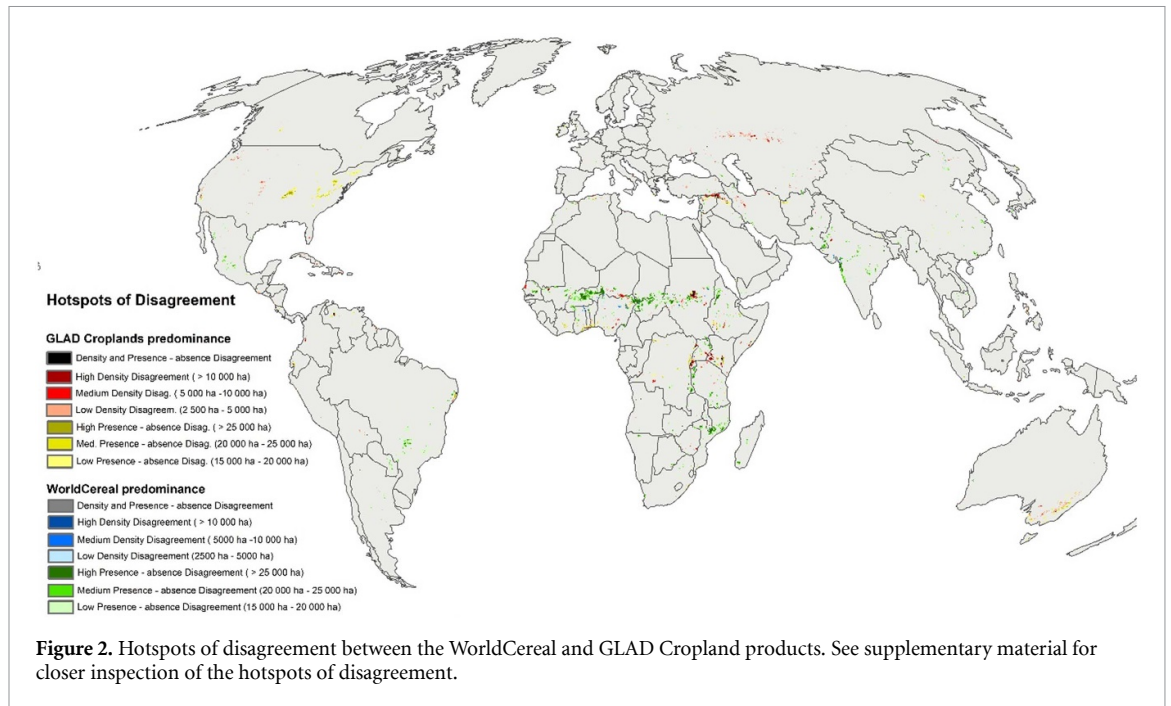 Hotspots of Disagreement
GLAD Croplands predominance
Density and Presence - absence Disagreement
High Density Disagreement ( > 10 000 ha)
Medium Density Disag. ( 5 000 ha -10 000 ha)
Low Density Disagreem. (2 500 ha - 5 000 ha)
High Presence - absence Disag. ( > 25 000 ha)
Med. Presence - absence Disag. (20 000 ha - 25 000 ha)
Low Presence - absence Disag. (15 000 ha - 20 000 ha)
WorldCereal predominance
Density and Presence - absence Disagreement
High Density Disagreement ( > 10 000 ha)
Medium Density Disagreement ( 5000 ha -10 000 ha)
Low Density Disagreement (2500 ha - 5000 ha)
High Presence - absence Disagreement ( > 25 000 ha)
Medium Presence - absence Disagreement (20 000 ha - 25 000 ha)
Low Presence - absence Disagreement (15 000 ha - 20 000 ha)
Figure 2. Hotspots of disagreement between the WorldCereal and GLAD Cropland products. See supplementary material for
closer inspection of the hotspots of disagreement.